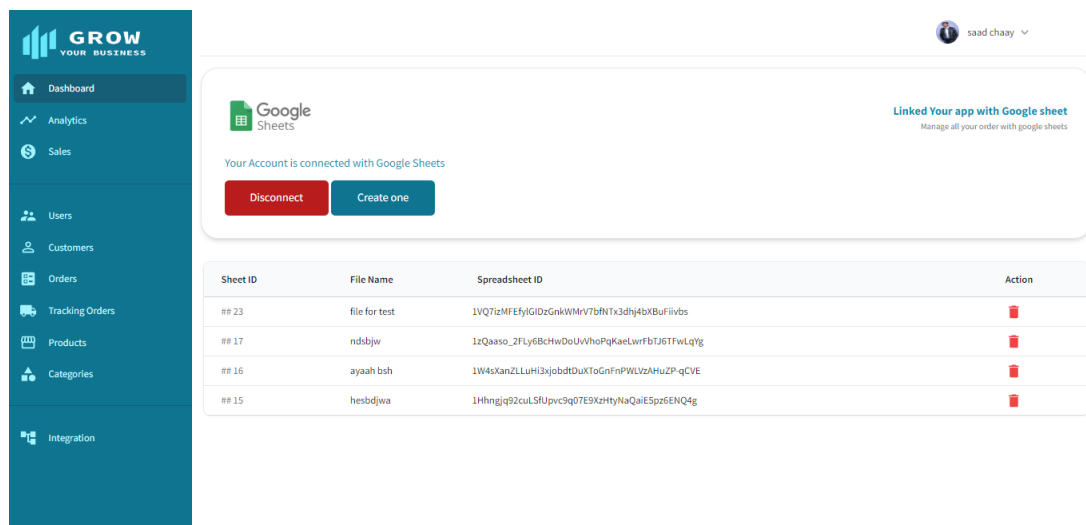 GROW
YOUR BUSINESS
saad chaay
Dashboard
Analytics
Sales
Users
Customers
Orders
Tracking Orders
Products
Categories
Integration
Google
Sheets
Linked Your app with Google sheet
Manage all your order with google sheets
Your Account is connected with Google Sheets
Disconnect Create one
Sheet ID File Name Spreadsheet ID Action
## 23 file for test 1VQ7izMFEfylGIDzGnkWMrV7bfNTx3dhj4bXBuFiivbs
## 17 ndsbjw 1zQaaso_2FLy6BcHwDoUvVhoPqKaeLwrFbTJ6TFwLqYg
## 16 ayaah bsh 1W4sXanZLLuHi3xjobdtDuXToGnFnPWLVzAHuZP-qCVE
## 15 hesbdjwa 1Hhngjq92cuLSfUpvc9q07E9XzHtyNaQaiE5pz6ENQ4g